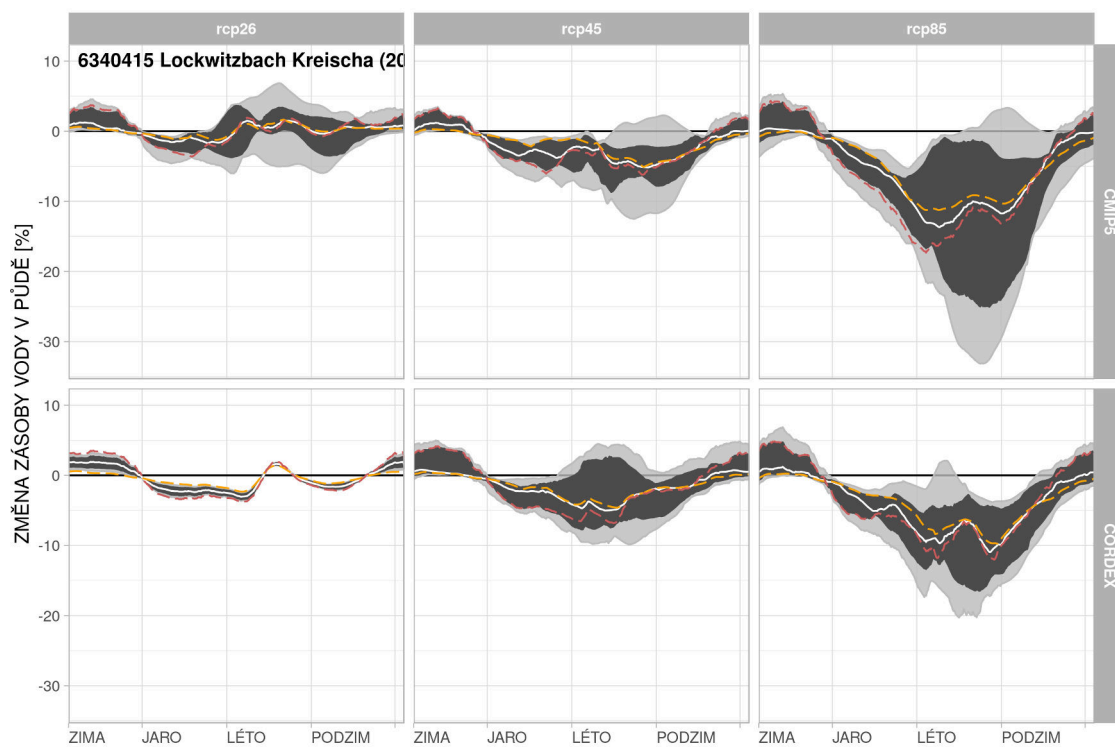 rcp26 rcp45 rcp85
6340415 Lockwitzbach Kreischa (20
ZMĚNA ZÁSOBY VODY V PŮDĚ [%]
10
0
-10
-20
-30
CMIP5
10
0
-10
-20
-30
CORDEX
ZIMA JARO LÉTO PODZIM ZIMA JARO LÉTO PODZIM ZIMA JARO LÉTO PODZIM